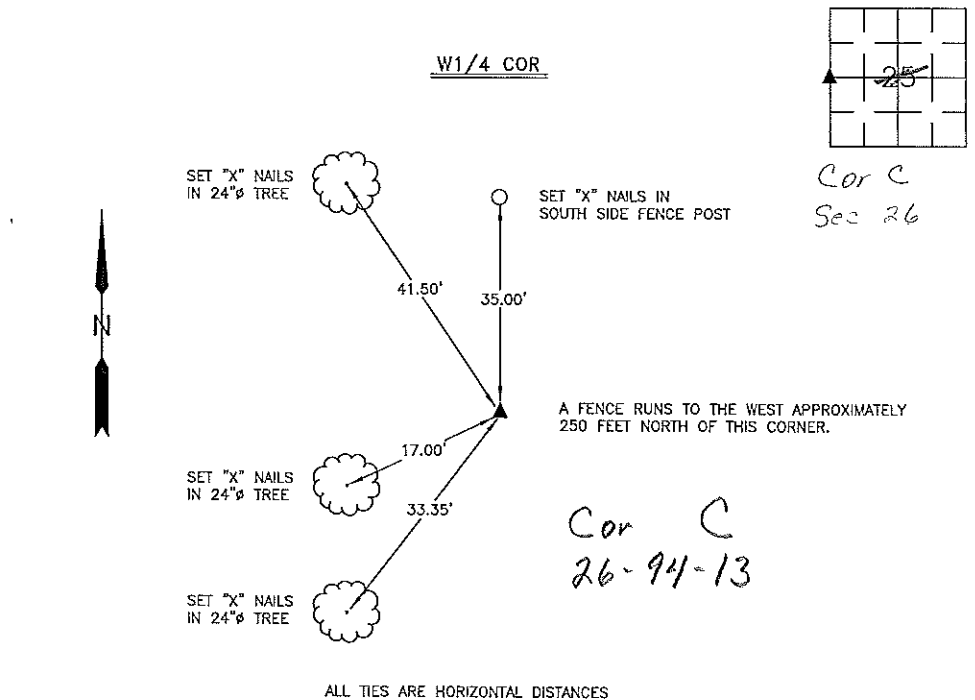 W1/4 COR
25
Cor C
Sec 26
SET "X" NAILS
IN 24"ø TREE
SET "X" NAILS IN
SOUTH SIDE FENCE POST
41.50'
35.00'
N
A FENCE RUNS TO THE WEST APPROXIMATELY
250 FEET NORTH OF THIS CORNER.
17.00'
SET "X" NAILS
IN 24"ø TREE
33.35'
Cor C
26-94-13
SET "X" NAILS
IN 24"ø TREE
ALL TIES ARE HORIZONTAL DISTANCES